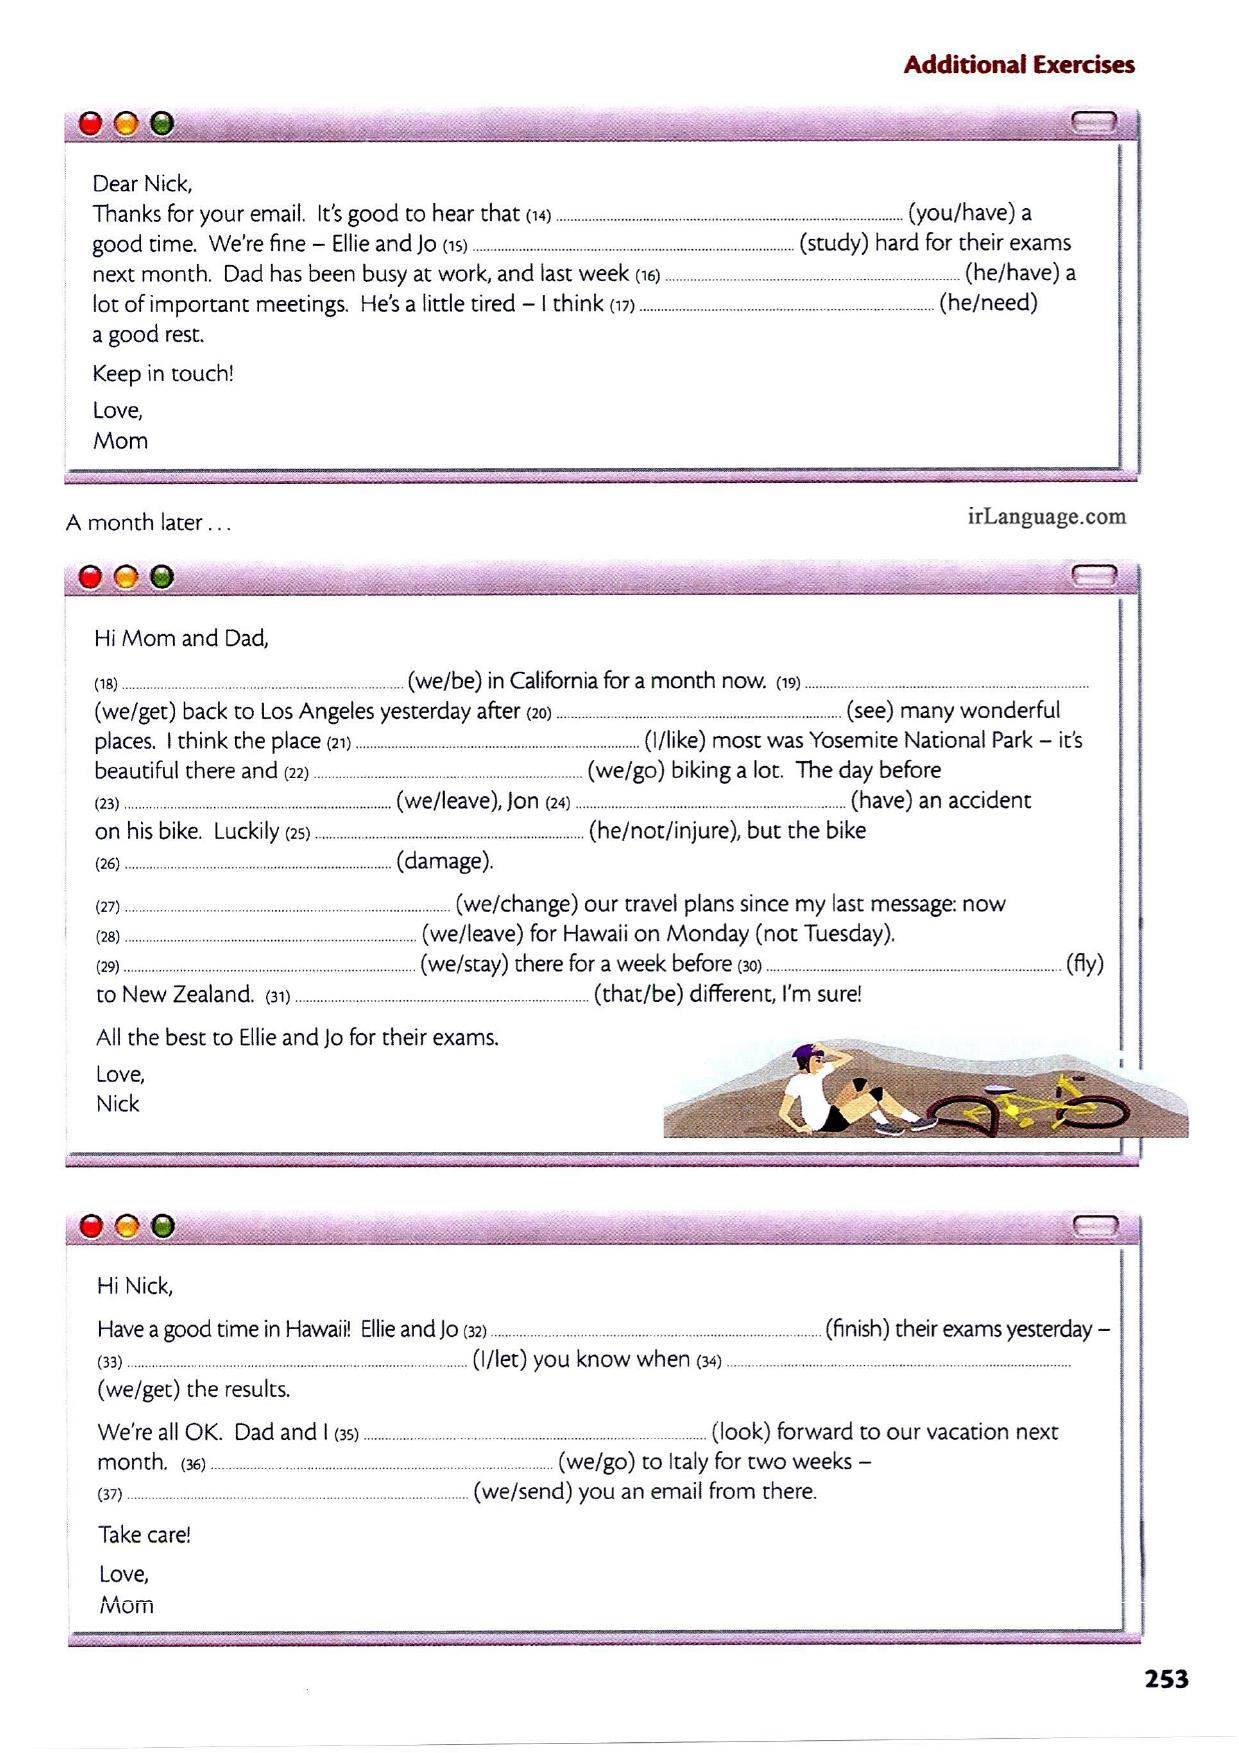 Additional Exercises
Dear Nick,
Thanks for your email. It's good to hear that (14) ........................ (you/have) a
good time. We're fine – Ellie and Jo (15) ........................ (study) hard for their exams
next month. Dad has been busy at work, and last week (16) ........................ (he/have) a
lot of important meetings. He's a little tired – I think (17) ........................ (he/need)
a good rest.
Keep in touch!
Love,
Mom
A month later . . .
irLanguage.com
Hi Mom and Dad,
(18) ........................ (we/be) in California for a month now. (19) ........................
(we/get) back to Los Angeles yesterday after (20) ........................ (see) many wonderful
places. I think the place (21) ........................ (I/like) most was Yosemite National Park – it's
beautiful there and (22) ........................ (we/go) biking a lot. The day before
(23) ........................ (we/leave), Jon (24) ........................ (have) an accident
on his bike. Luckily (25) ........................ (he/not/injure), but the bike
(26) ........................ (damage).
(27) ........................ (we/change) our travel plans since my last message: now
(28) ........................ (we/leave) for Hawaii on Monday (not Tuesday).
(29) ........................ (we/stay) there for a week before (30) ........................ (fly)
to New Zealand. (31) ........................ (that/be) different, I'm sure!
All the best to Ellie and Jo for their exams.
Love,
Nick
Hi Nick,
Have a good time in Hawaii! Ellie and Jo (32) ........................ (finish) their exams yesterday –
(33) ........................ (I/let) you know when (34) ........................
(we/get) the results.
We're all OK. Dad and I (35) ........................ (look) forward to our vacation next
month. (36) ........................ (we/go) to Italy for two weeks –
(37) ........................ (we/send) you an email from there.
Take care!
Love,
Mom
253